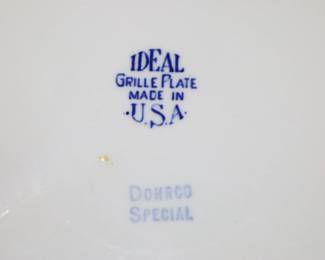 IDEAL
GRILLE PLATE
MADE IN
U.S.A.
DOHRCO
SPECIAL